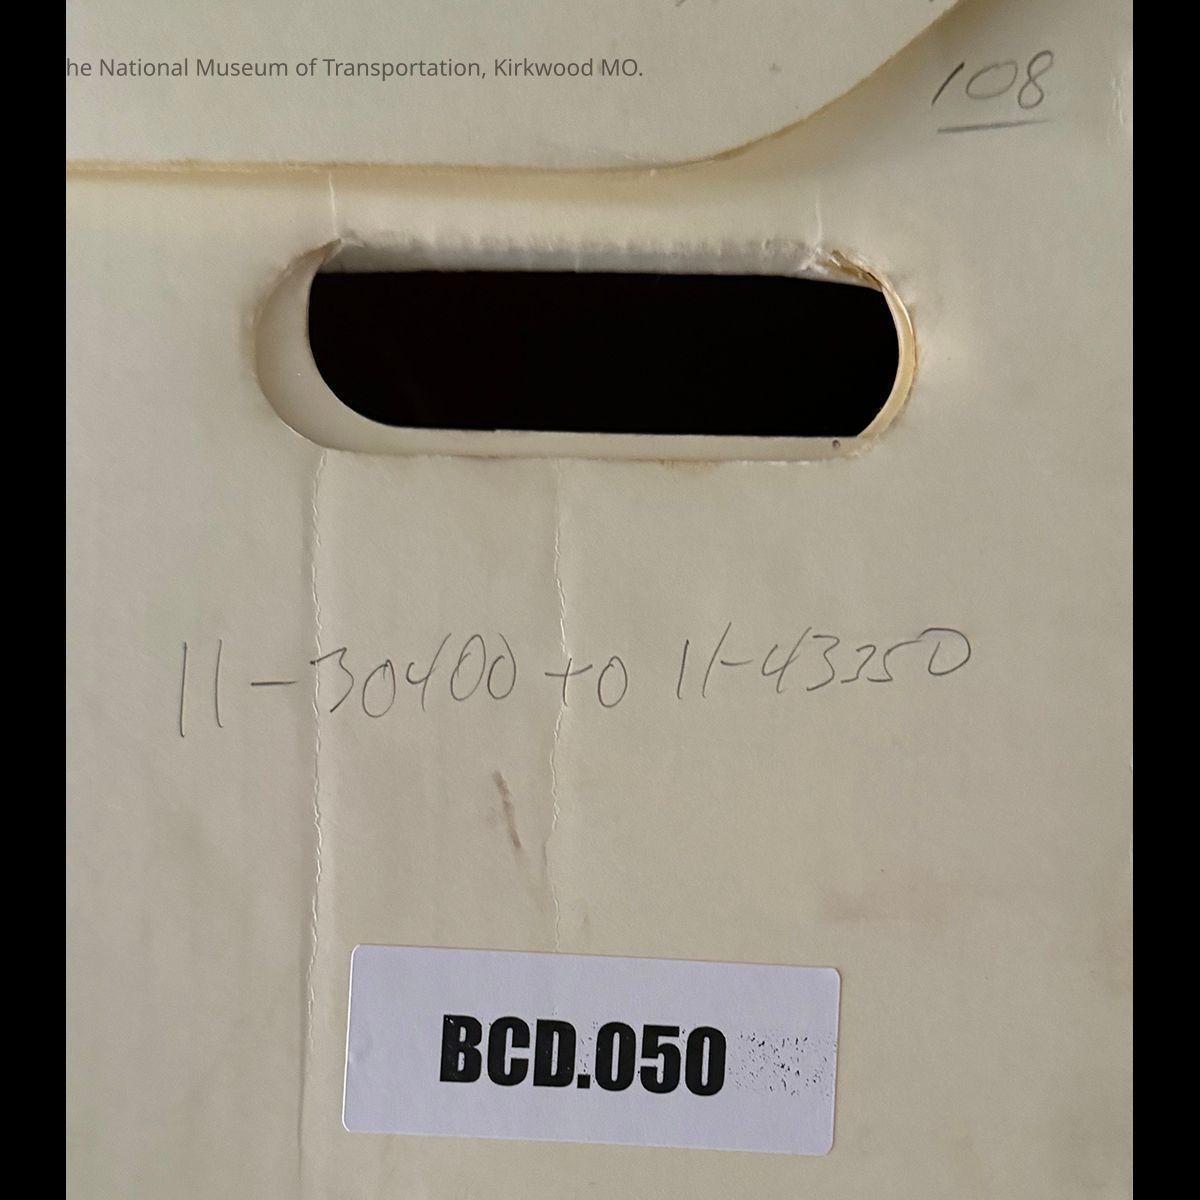 he National Museum of Transportation, Kirkwood MO.
108
11-30400 to 11-43250
BCD.050